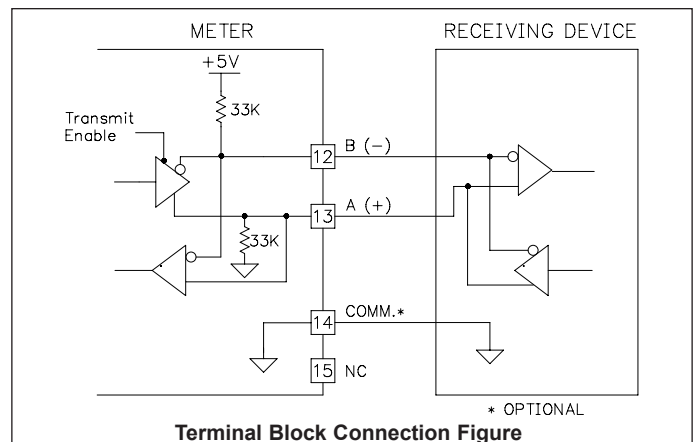 METER
RECEIVING DEVICE
+5V
33K
Transmit
Enable
12
B (-)
13
A (+)
33K
14
COMM.*
15
NC
* OPTIONAL
Terminal Block Connection Figure